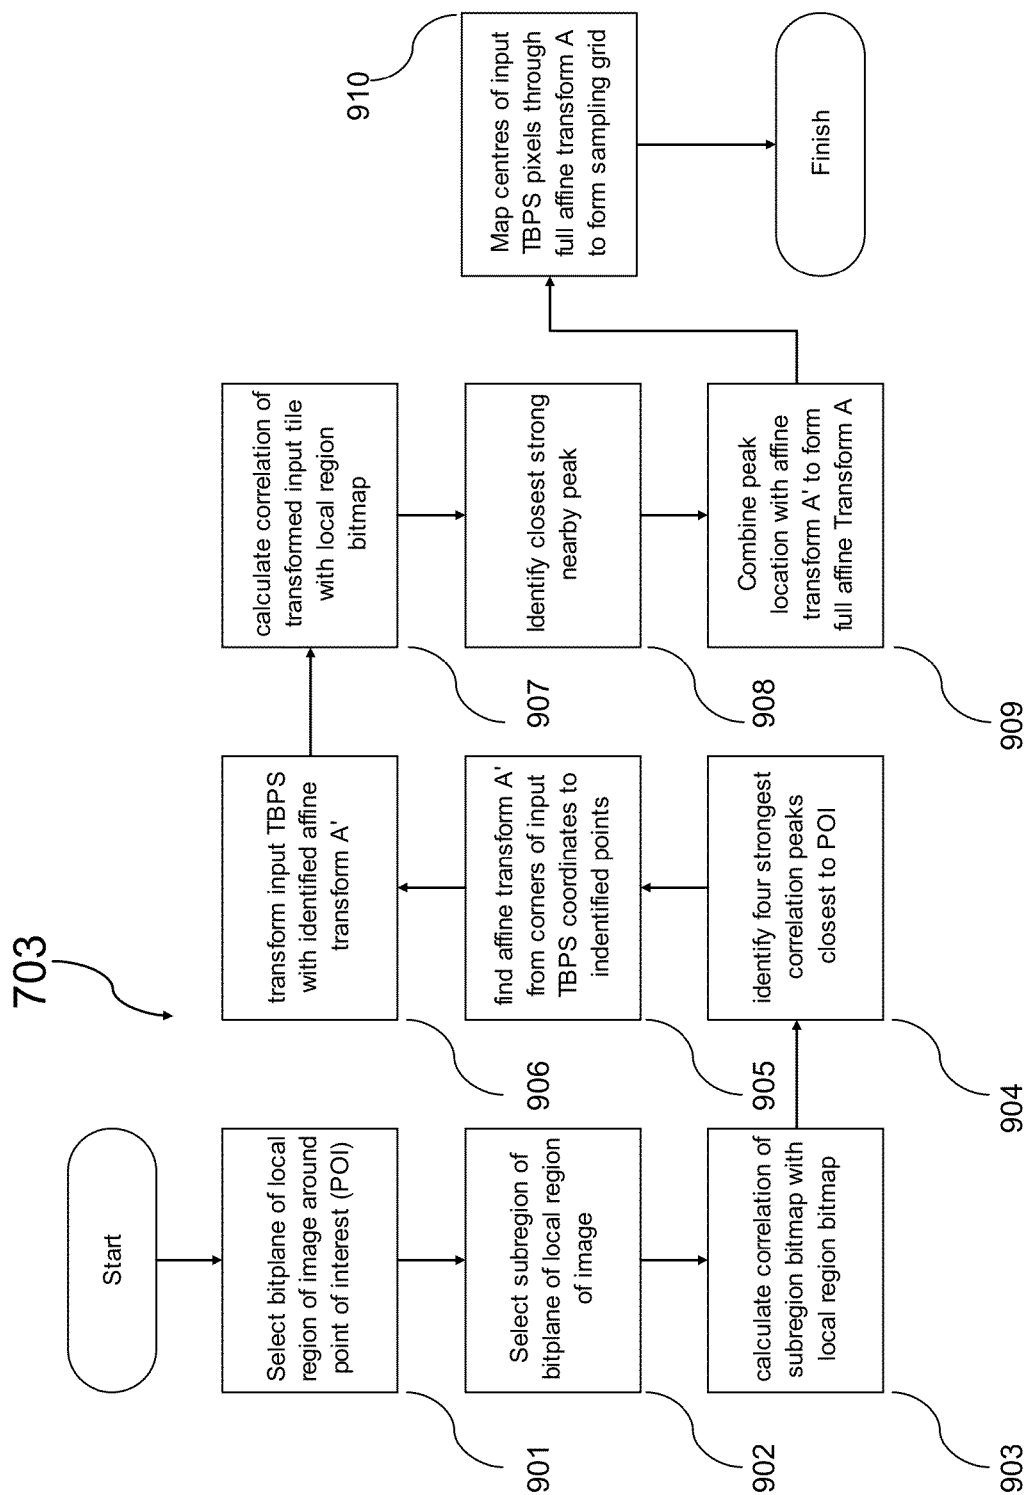 703
Start
Select bitplane of local
region of image around
point of interest (POI)
901
Select subregion of
bitplane of local region
of image
902
calculate correlation of
subregion bitmap with
local region bitmap
903
identify four strongest
correlation peaks
closest to POI
904
find affine transform A'
from corners of input
TBPS coordinates to
indentified points
905
transform input TBPS
with identified affine
transform A'
906
calculate correlation of
transformed input tile
with local region
bitmap
907
Identify closest strong
nearby peak
908
Combine peak
location with affine
transform A' to form
full affine Transform A
909
Map centres of input
TBPS pixels through
full affine transform A
to form sampling grid
910
Finish